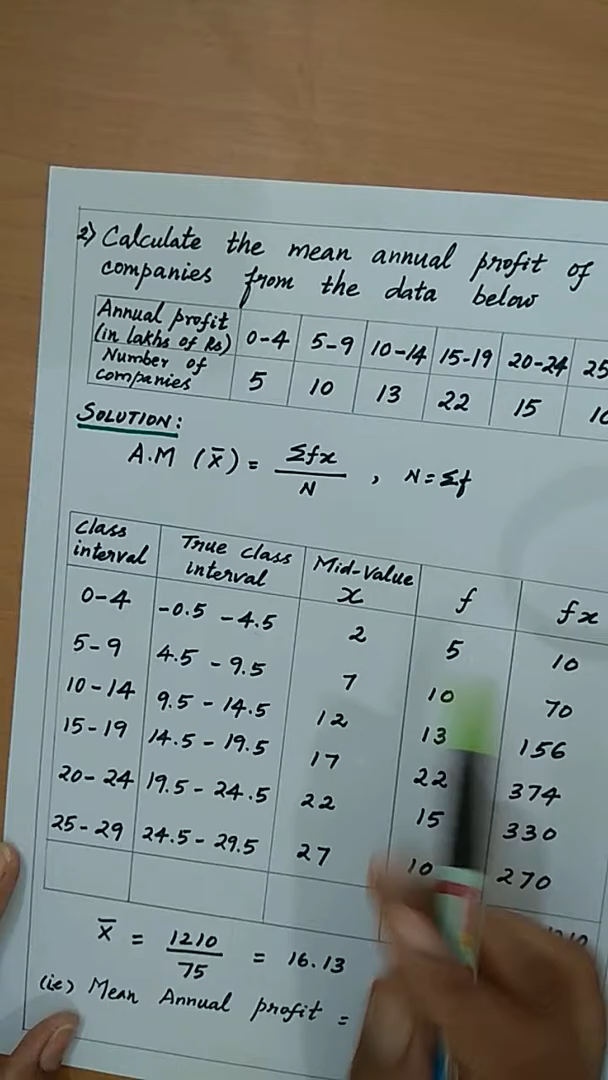 2) Calculate the mean annual profit of
companies from the data below
Annual profit (in lakhs of Rs) 0-4 5-9 10-14 15-19 20-24 25
Number of companies 5 10 13 22 15
SOLUTION:
A.M (x̄) = Σfx / N , N = Σf
class interval True class interval Mid-value x f fx
0-4 -0.5 - 4.5 2 5 10
5-9 4.5 - 9.5 7 10 70
10-14 9.5 - 14.5 12 13 156
15-19 14.5 - 19.5 17 22 374
20-24 19.5 - 24.5 22 15 330
25-29 24.5 - 29.5 27 10 270
x̄ = 1210 / 75 = 16.13
(ie) Mean Annual profit =